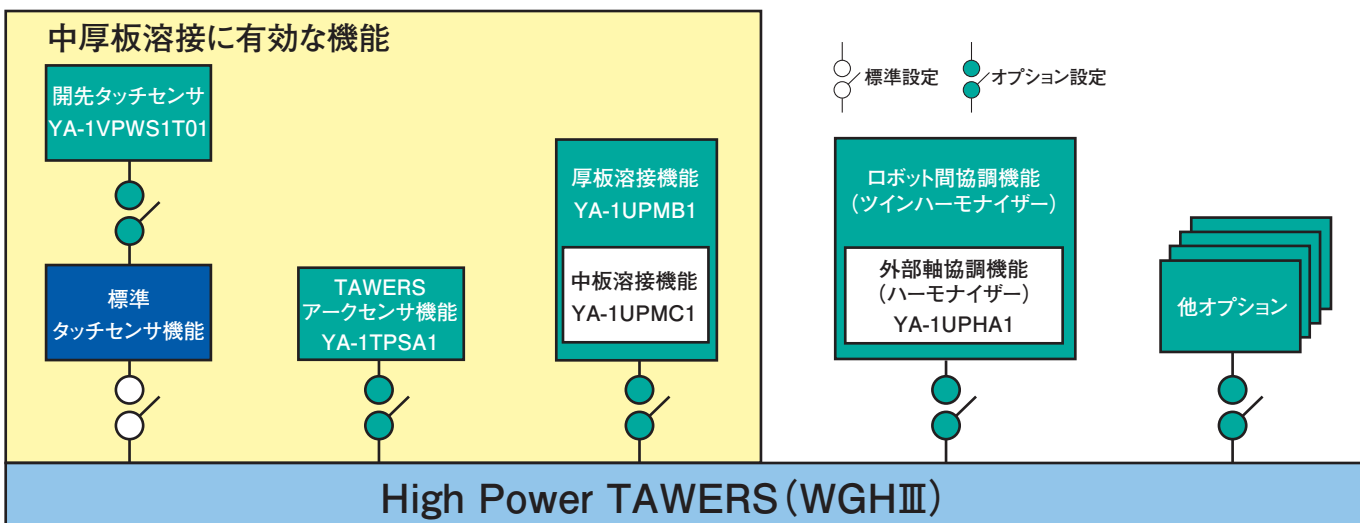 中厚板溶接に有効な機能
開先タッチセンサ
YA-1VPWS1T01
標準
タッチセンサ機能
TAWERS
アークセンサ機能
YA-1TPSA1
厚板溶接機能
YA-1UPMB1
中板溶接機能
YA-1UPMC1
標準設定
オプション設定
ロボット間協調機能
（ツインハーモナイザー）
外部軸協調機能
（ハーモナイザー）
YA-1UPHA1
他オプション
High Power TAWERS（WGHⅢ）